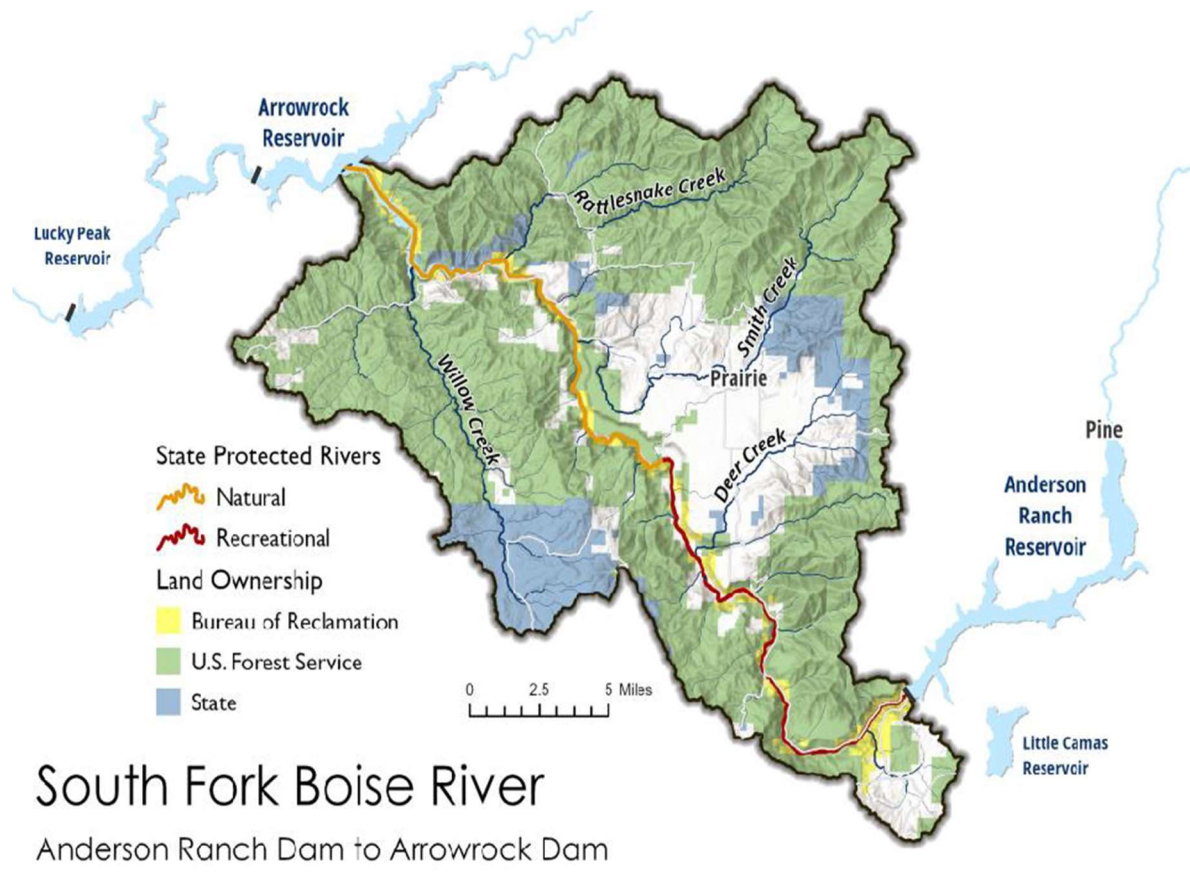 Arrowrock
Reservoir
Lucky Peak
Reservoir
Rattlesnake Creek
Smith Creek
Prairie
Willow Creek
Deer Creek
Pine
Anderson
Ranch
Reservoir
Little Camas
Reservoir
State Protected Rivers
Natural
Recreational
Land Ownership
Bureau of Reclamation
U.S. Forest Service
State
0 2.5 5 Miles
South Fork Boise River
Anderson Ranch Dam to Arrowrock Dam